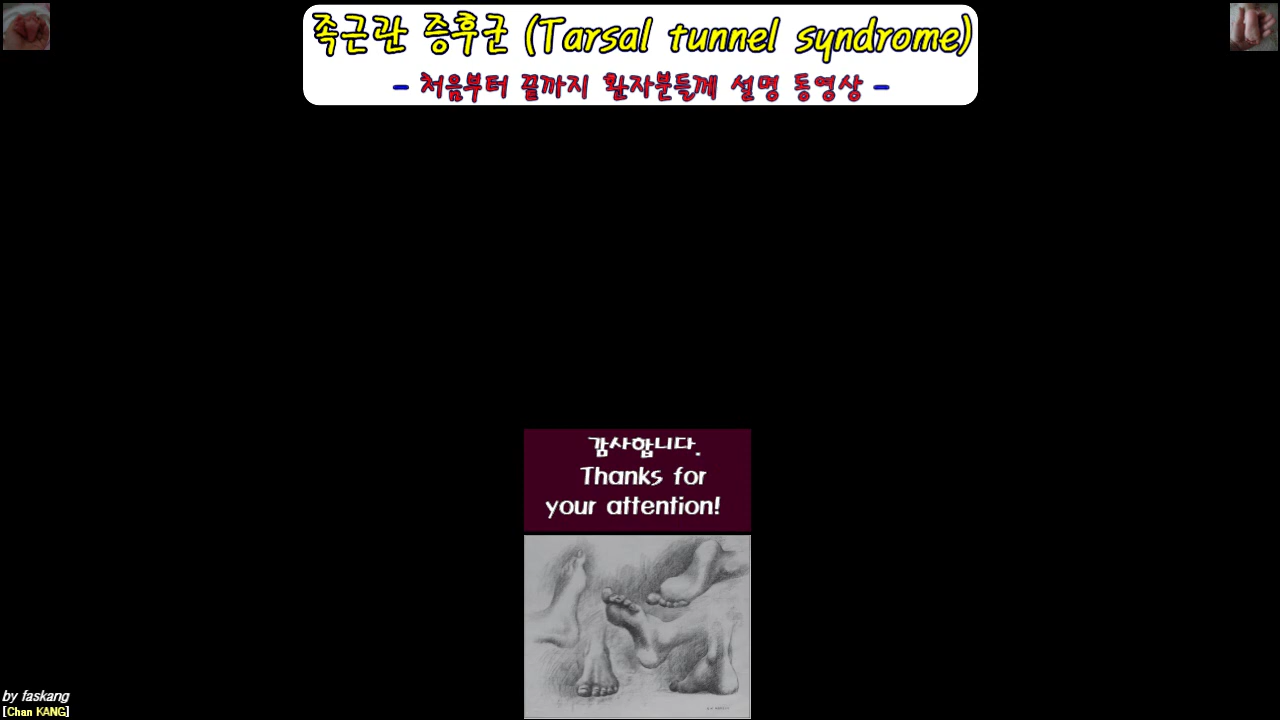 족근관 증후군 (Tarsal tunnel syndrome)
- 처음부터 끝까지 환자분들께 설명 동영상 -
감사합니다.
Thanks for
your attention!
by faskang
[Chan KANG]